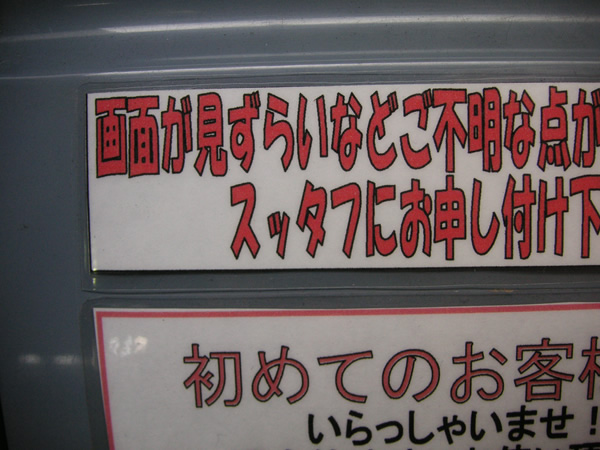 画面が見ずらいなどご不明な点が
スッタフにお申し付け下
初めてのお客様
いらっしゃいませ！